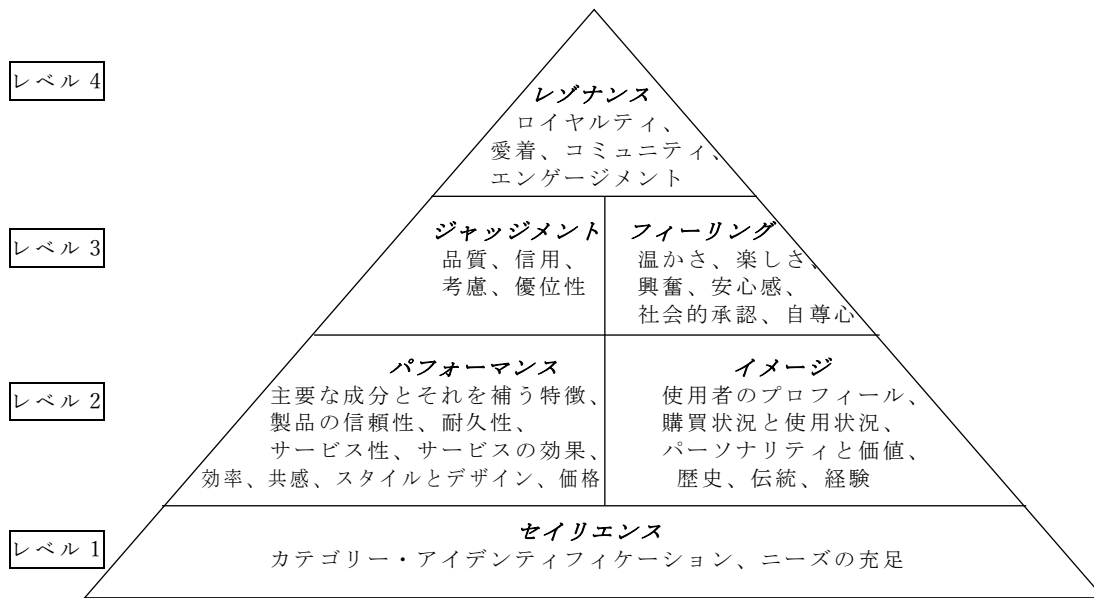 レベル 4
レゾナンス
ロイヤルティ、
愛着、コミュニティ、
エンゲージメント
レベル 3
ジャッジメント
品質、信用、
考慮、優位性
フィーリング
温かさ、楽しさ、
興奮、安心感、
社会的承認、自尊心
レベル 2
パフォーマンス
主要な成分とそれを補う特徴、
製品の信頼性、耐久性、
サービス性、サービスの効果、
効率、共感、スタイルとデザイン、価格
イメージ
使用者のプロフィール、
購買状況と使用状況、
パーソナリティと価値、
歴史、伝統、経験
レベル 1
セイリエンス
カテゴリー・アイデンティフィケーション、ニーズの充足